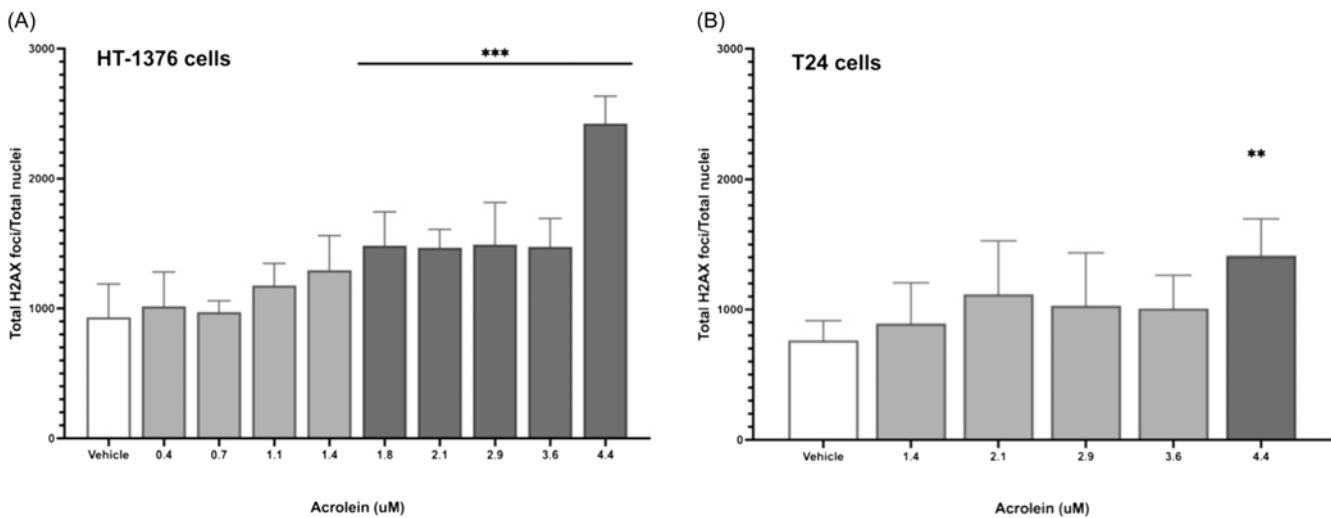 (A)
HT-1376 cells
***
Total H2AX foci/Total nuclei
3000
2000
1000
0
Vehicle 0.4 0.7 1.1 1.4 1.8 2.1 2.9 3.6 4.4
Acrolein (uM)
(B)
T24 cells
**
Total H2AX foci/Total nuclei
3000
2000
1000
0
Vehicle 1.4 2.1 2.9 3.6 4.4
Acrolein (uM)